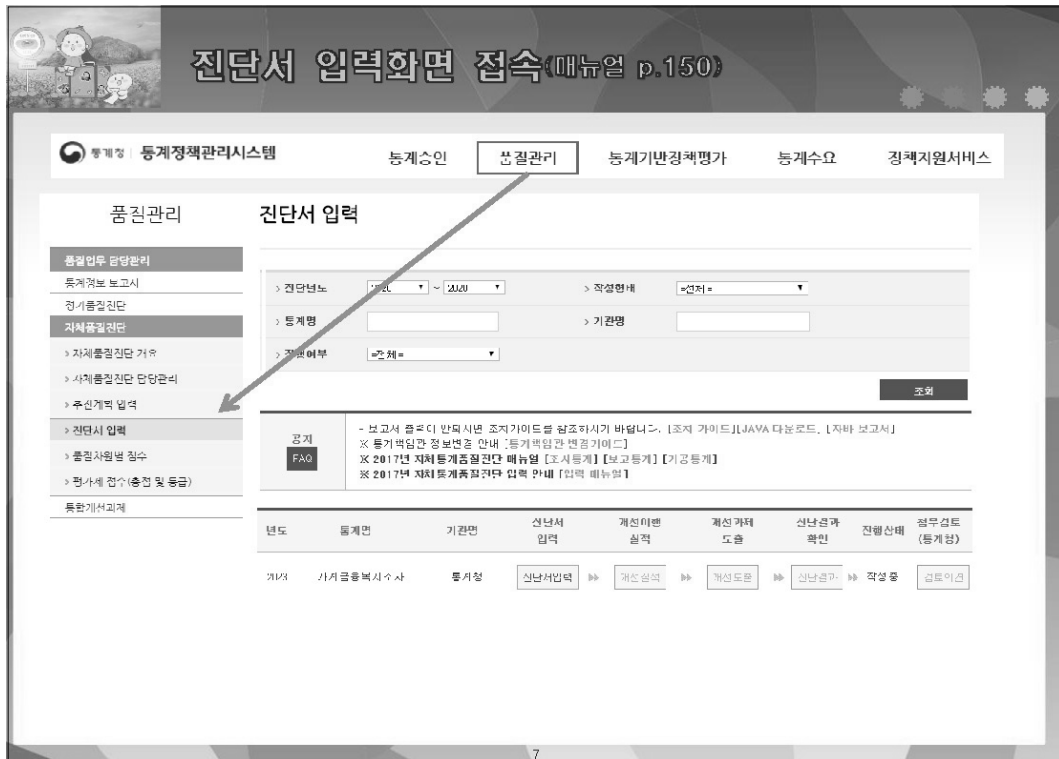 진단서 입력화면 접속(매뉴얼 p.150)
통계청 통계정책관리시스템
통계승인 품질관리 통계기반정책평가 통계수요 정책지원서비스
품질관리
진단서 입력
품질업무 담당관리
통계정보 보고서
정기품질진단
자체품질진단
› 자체품질진단 개요
› 자체품질진단 담당관리
› 추진계획 입력
› 진단서 입력
› 품질차원별 점수
› 평가체 점수(총점 및 등급)
통합개선과제
› 진단년도 2020 ~ 2020 › 작성형태 =선택=
› 통계명 › 기관명
› 진행여부 =전체=
조회
공지
FAQ
- 보고서 출력이 안되시면 조치가이드를 참조하시기 바랍니다. [조치 가이드][JAVA 다운로드, [자바 보고서]
※ 통계책임관 정보변경 안내 [통계책임관 변경가이드]
※ 2017년 자체통계품질진단 매뉴얼 [조사통계] [보고통계] [가공통계]
※ 2017년 자체통계품질진단 입력 안내 [입력 매뉴얼]
년도 통계명 기관명 진단서 입력 개선이행 실적 개선과제 도출 진단결과 확인 진행상태 점무검토 (통계청)
2023 가계금융복지조사 통계청 진단서입력 개선실적 개선도출 진단결과 작성중 검토의견
7